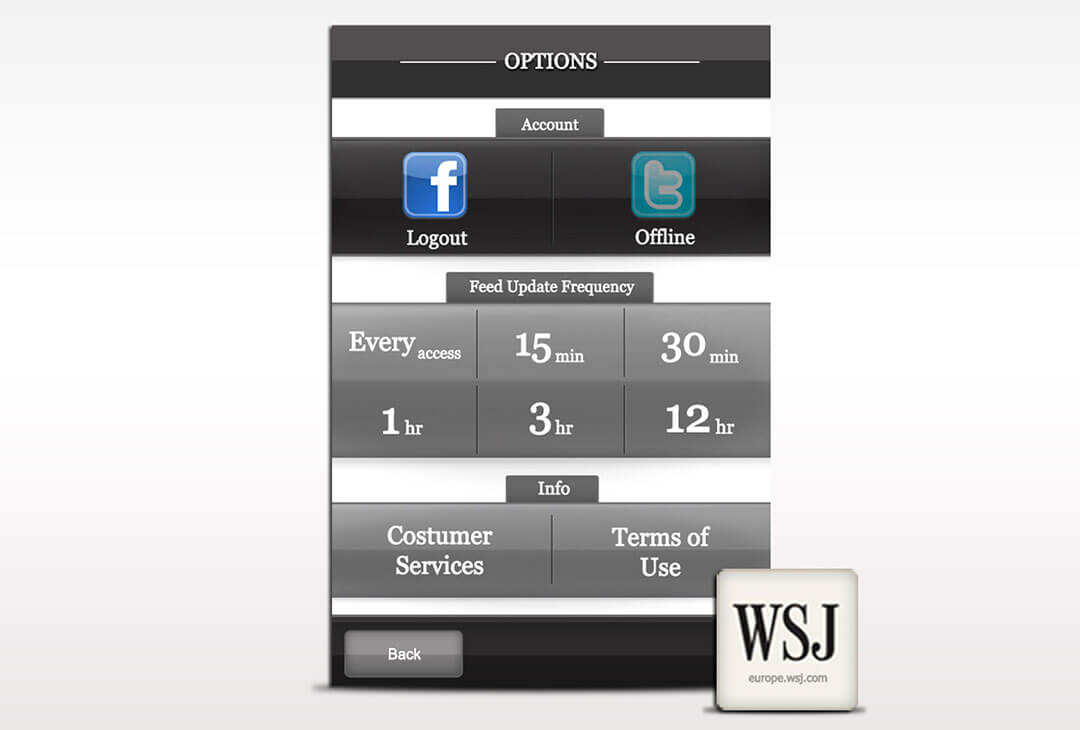 OPTIONS
Account
f t
Logout Offline
Feed Update Frequency
Every access 15 min 30 min
1 hr 3 hr 12 hr
Info
Costumer Terms of
Services Use
Back
WSJ
europe.wsj.com